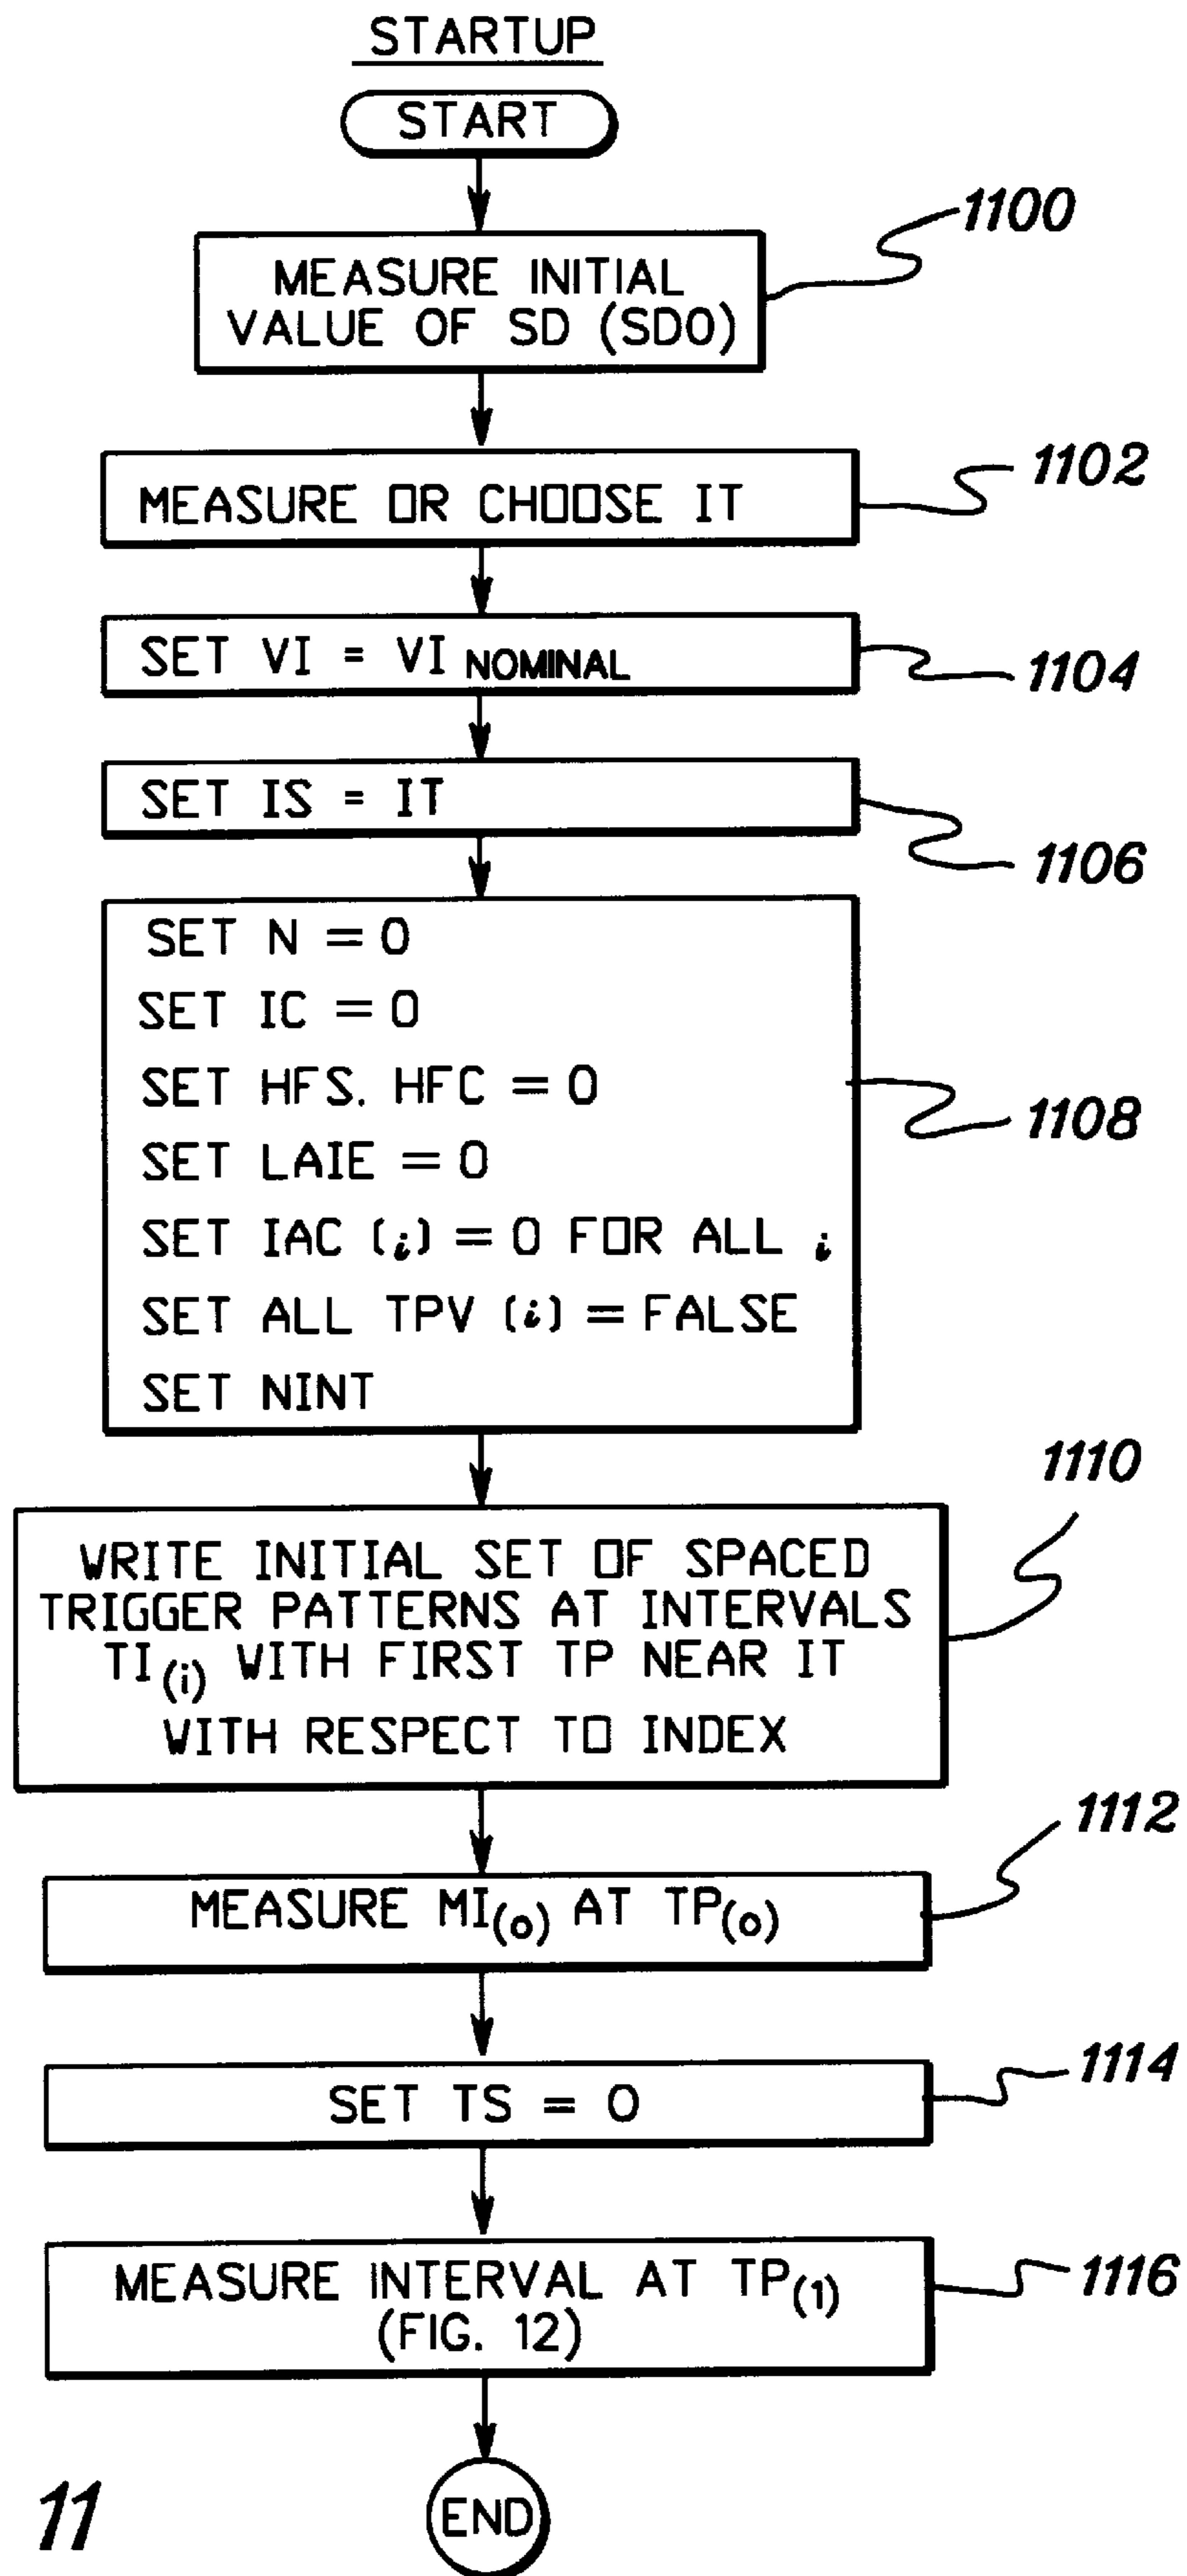 STARTUP
START
1100
MEASURE INITIAL
VALUE OF SD (SD0)
1102
MEASURE OR CHOOSE IT
SET VI = VI NOMINAL
1104
SET IS = IT
1106
SET N = 0
SET IC = 0
SET HFS. HFC = 0
1108
SET LAIE = 0
SET IAC (i) = 0 FOR ALL i
SET ALL TPV (i) = FALSE
SET NINT
1110
WRITE INITIAL SET OF SPACED
TRIGGER PATTERNS AT INTERVALS
TI(i) WITH FIRST TP NEAR IT
WITH RESPECT TO INDEX
1112
MEASURE MI(0) AT TP(0)
1114
SET TS = 0
1116
MEASURE INTERVAL AT TP(1)
(FIG. 12)
END
11